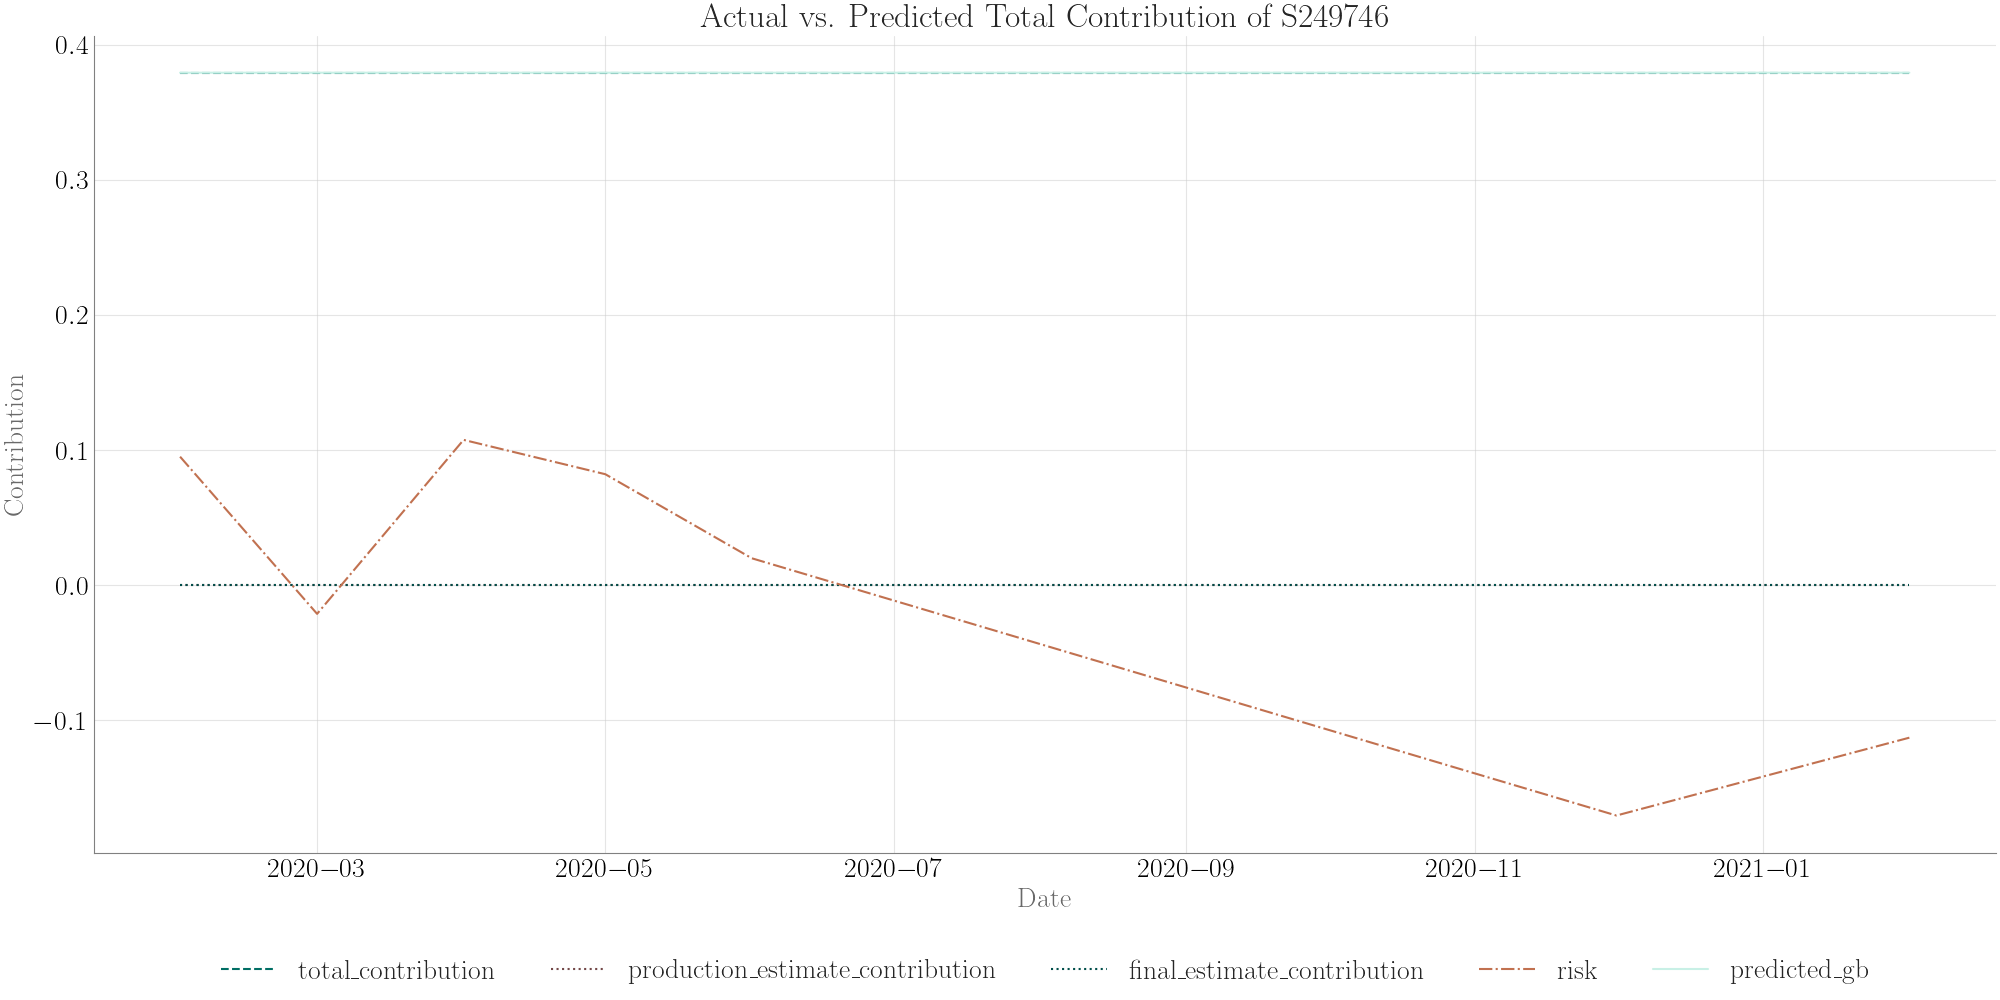 Actual vs. Predicted Total Contribution of S249746
0.4
0.3
0.2
0.1
0.0
−0.1
Contribution
2020−03 2020−05 2020−07 2020−09 2020−11 2021−01
Date
total_contribution production_estimate_contribution final_estimate_contribution risk predicted_gb